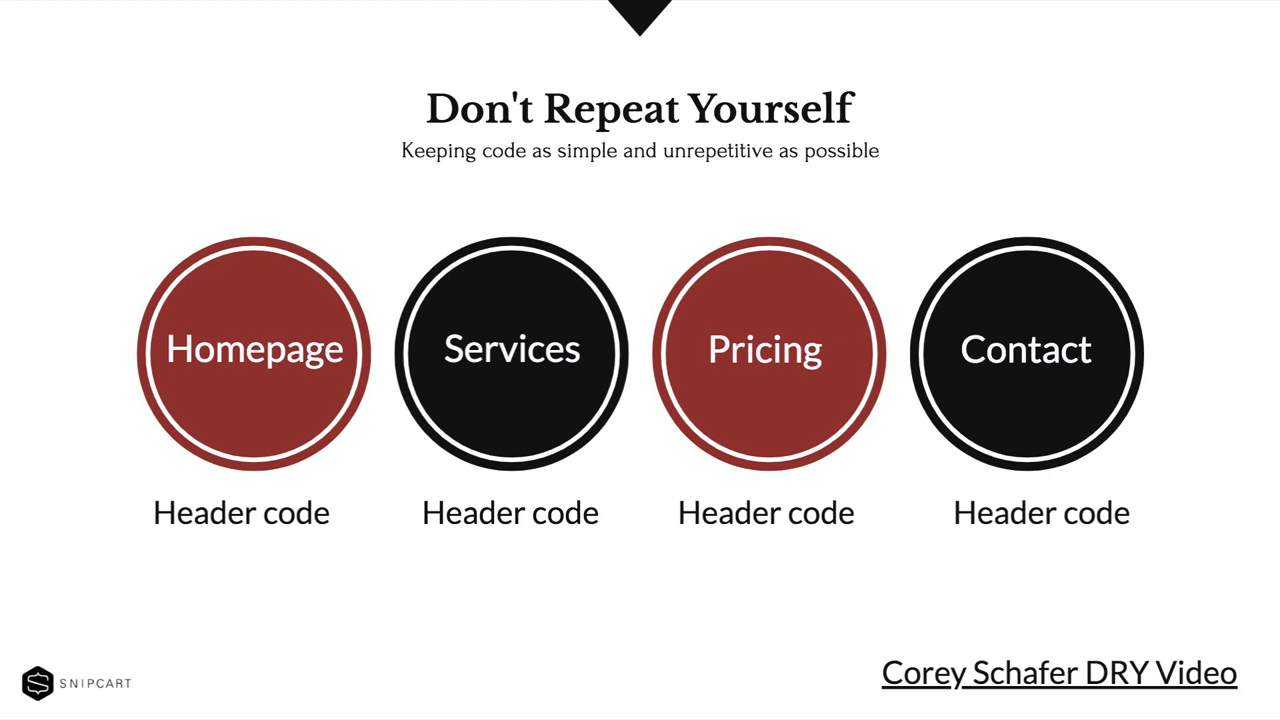 Don't Repeat Yourself
Keeping code as simple and unrepetitive as possible
Homepage
Services
Pricing
Contact
Header code
Header code
Header code
Header code
SNIPCART
Corey Schafer DRY Video